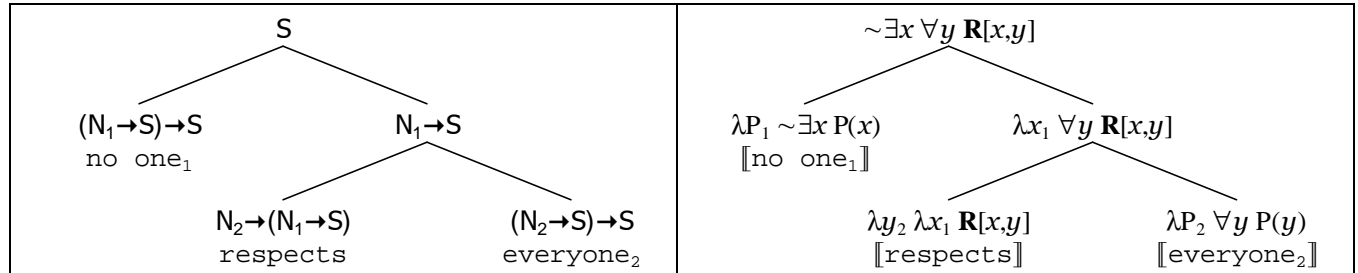 S
(N₁→S)→S N₁→S
no one₁
N₂→(N₁→S) (N₂→S)→S
respects everyone₂
~∃x ∀y R[x,y]
λP₁ ~∃x P(x) λx₁ ∀y R[x,y]
⟦no one₁⟧
λy₂ λx₁ R[x,y] λP₂ ∀y P(y)
⟦respects⟧ ⟦everyone₂⟧